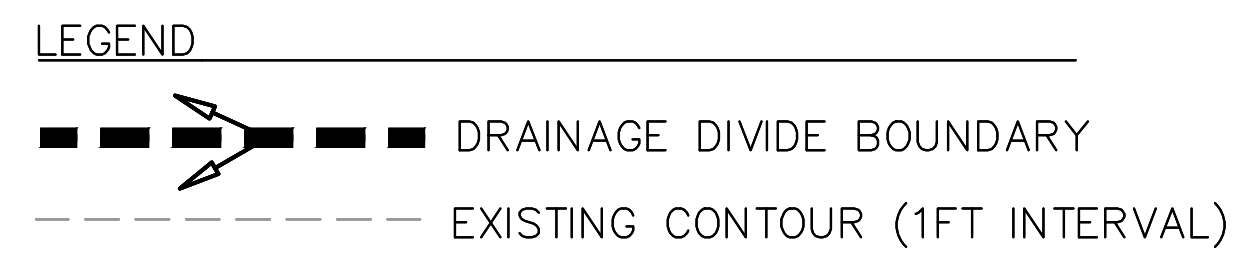 LEGEND
DRAINAGE DIVIDE BOUNDARY
EXISTING CONTOUR (1FT INTERVAL)